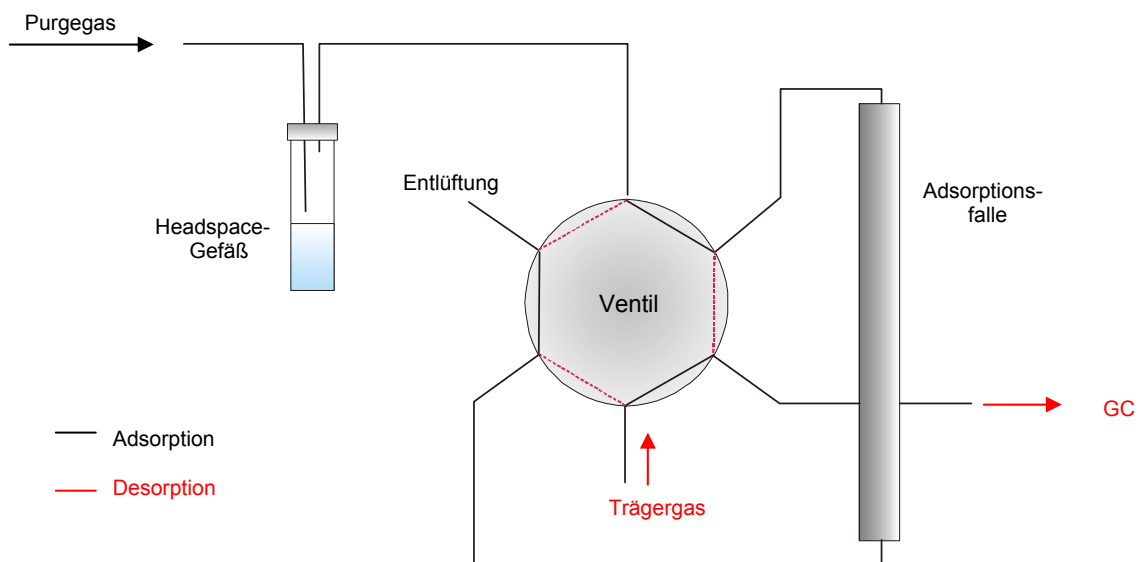 Purgegas
Entlüftung
Headspace-
Gefäß
Adsorptions-
falle
Ventil
GC
Adsorption
Desorption
Trägergas